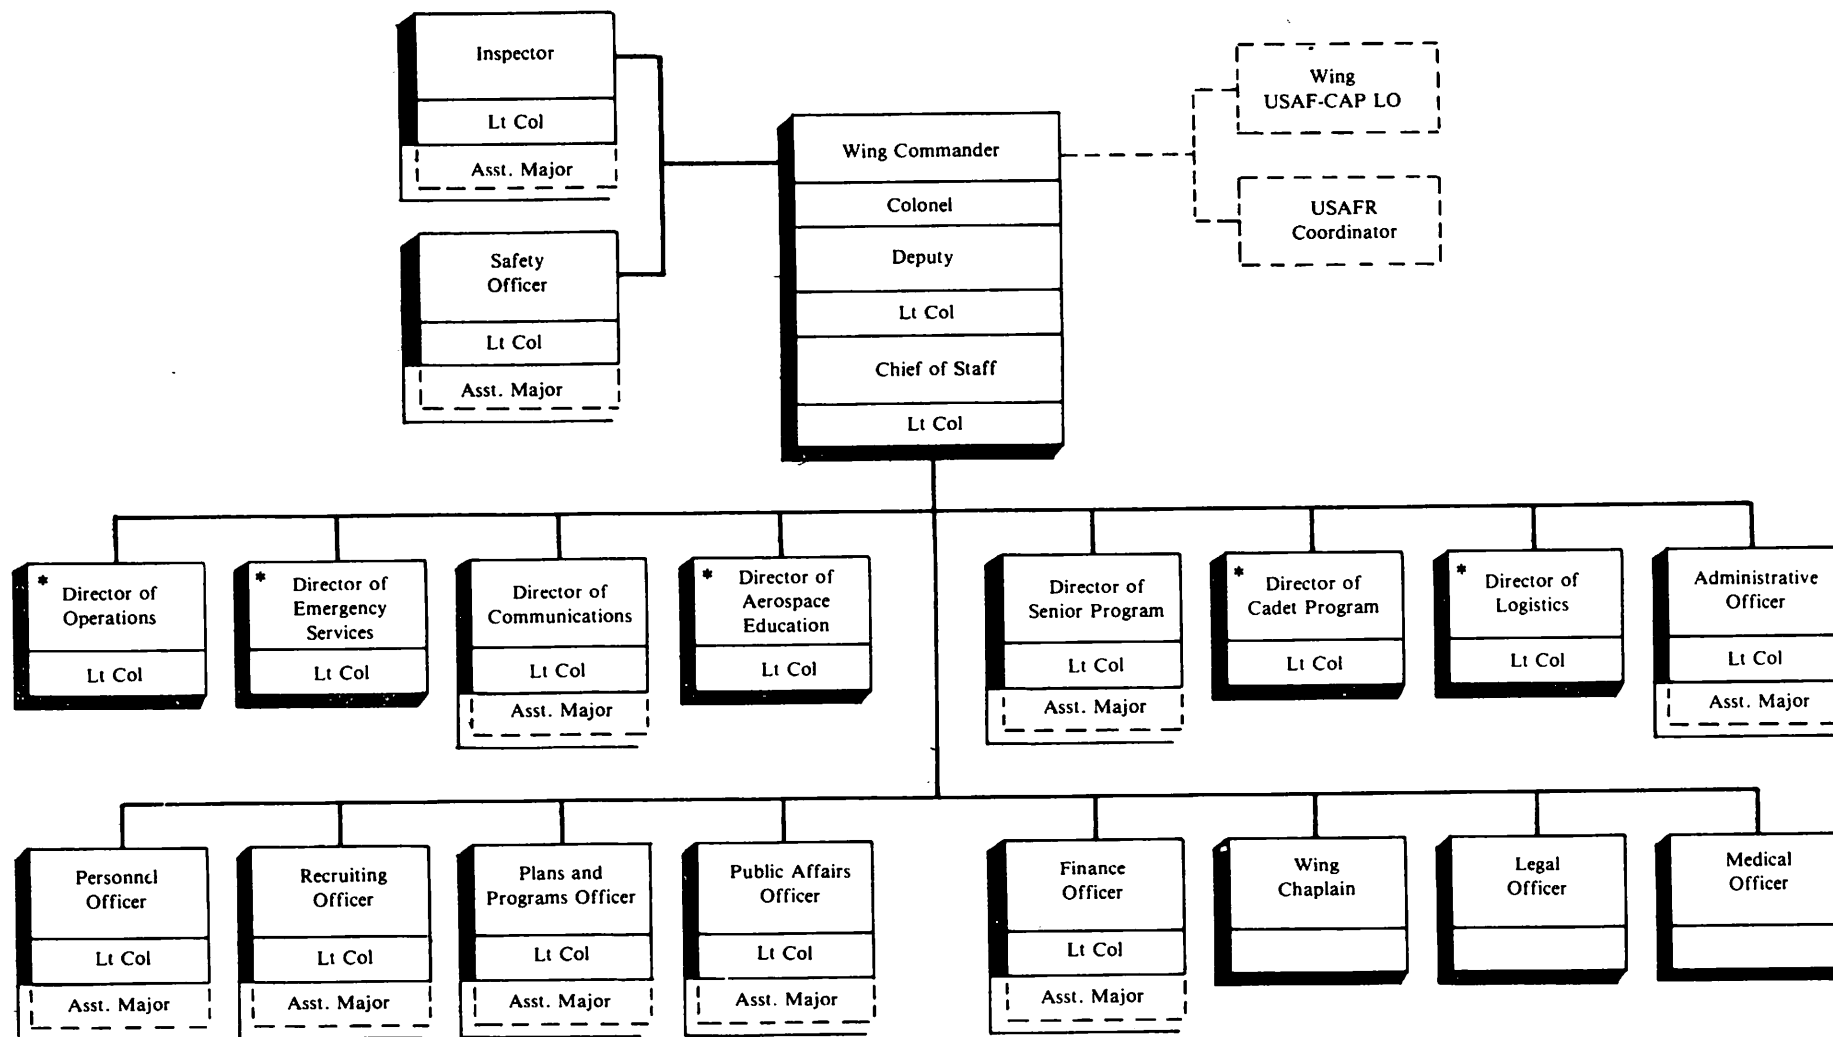 Inspector
Lt Col
Asst. Major
Safety
Officer
Lt Col
Asst. Major
Wing Commander
Colonel
Deputy
Lt Col
Chief of Staff
Lt Col
Wing
USAF-CAP LO
USAFR
Coordinator
* Director of
Operations
Lt Col
* Director of
Emergency
Services
Lt Col
Director of
Communications
Lt Col
Asst. Major
* Director of
Aerospace
Education
Lt Col
Director of
Senior Program
Lt Col
Asst. Major
* Director of
Cadet Program
Lt Col
* Director of
Logistics
Lt Col
Administrative
Officer
Lt Col
Asst. Major
Personnel
Officer
Lt Col
Asst. Major
Recruiting
Officer
Lt Col
Asst. Major
Plans and
Programs Officer
Lt Col
Asst. Major
Public Affairs
Officer
Lt Col
Asst. Major
Finance
Officer
Lt Col
Asst. Major
Wing
Chaplain
Legal
Officer
Medical
Officer